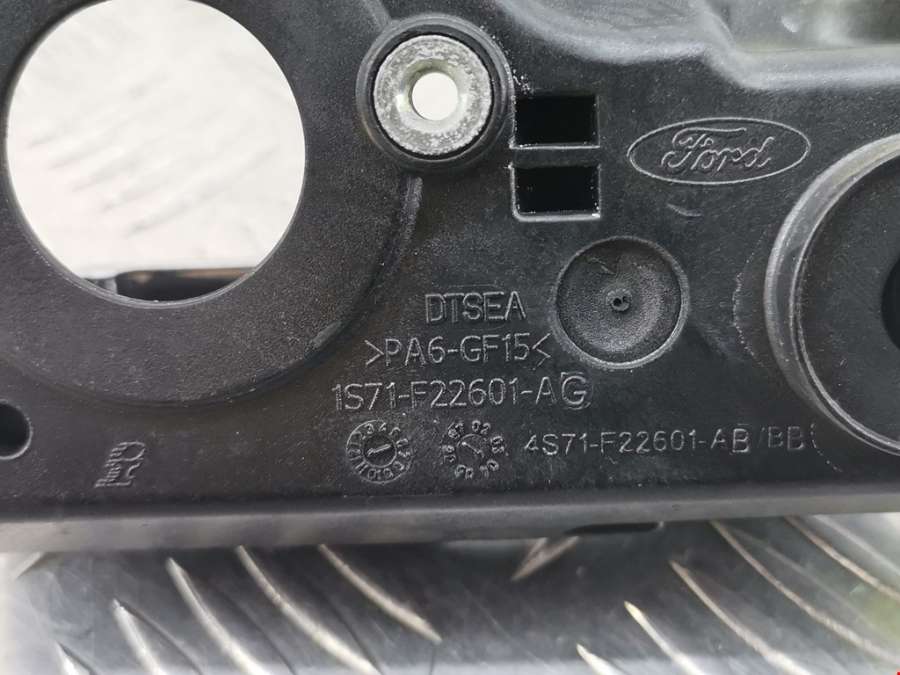 Ford
DTSEA
>PA6-GF15<
1S71-F22601-AG
4S71-F22601-AB/BB
R